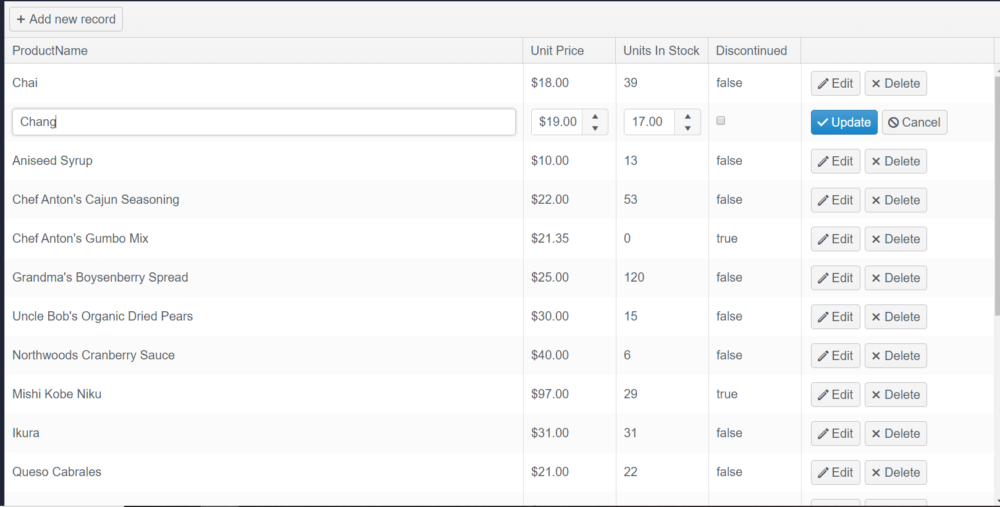 Add new record
ProductName Unit Price Units In Stock Discontinued
Chai $18.00 39 false Edit Delete
Chang $19.00 17.00 Update Cancel
Aniseed Syrup $10.00 13 false Edit Delete
Chef Anton's Cajun Seasoning $22.00 53 false Edit Delete
Chef Anton's Gumbo Mix $21.35 0 true Edit Delete
Grandma's Boysenberry Spread $25.00 120 false Edit Delete
Uncle Bob's Organic Dried Pears $30.00 15 false Edit Delete
Northwoods Cranberry Sauce $40.00 6 false Edit Delete
Mishi Kobe Niku $97.00 29 true Edit Delete
Ikura $31.00 31 false Edit Delete
Queso Cabrales $21.00 22 false Edit Delete